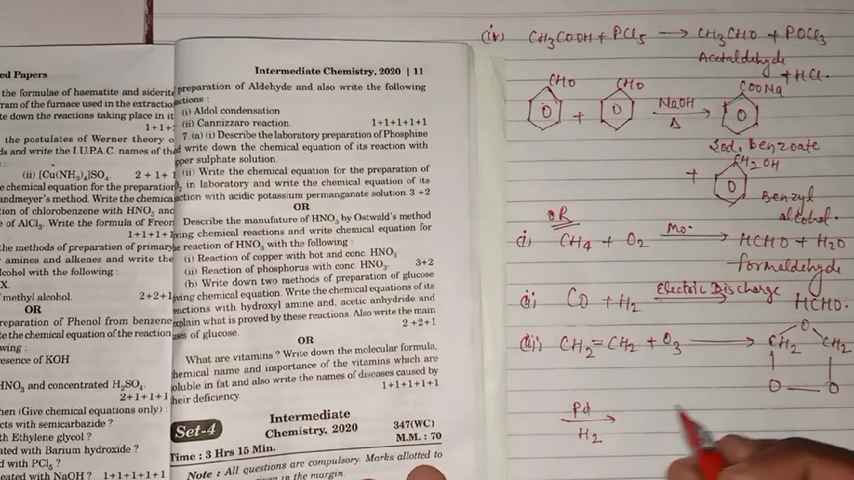 ed Papers
the formulae of haematite and siderite
ram of the furnace used in the extraction
te down the reactions taking place in it
1+1+
the postulates of Werner theory o
ds and write the I.U.P.A.C. names of the
(ii) [Cu(NH₃)₄]SO₄. 2 + 1 +
e chemical equation for the preparation
ndmeyer's method. Write the chemica
tion of chlorobenzene with HNO₃ and
e of AlCl₃. Write the formula of Freon
1+1+1+
the methods of preparation of primary
amines and alkenes and write the
lcohol with the following :
X.
methyl alcohol. 2+2+1
OR
reparation of Phenol from benzene
te the chemical equation of the reaction
wing :
esence of KOH
HNO₃ and concentrated H₂SO₄.
2+1+1+1
hen (Give chemical equations only) :
cts with semicarbazide ?
th Ethylene glycol ?
ated with Barium hydroxide ?
d with PCl₅ ?
eated with NaOH ? 1+1+1+1+1
Intermediate Chemistry, 2020 | 11
preparation of Aldehyde and also write the following
actions :
(i) Aldol condensation
(ii) Cannizzaro reaction. 1+1+1+1+1
7. (a) (i) Describe the laboratory preparation of Phosphine
d write down the chemical equation of its reaction with
pper sulphate solution.
(ii) Write the chemical equation for the preparation of
in laboratory and write the chemical equation of its
action with acidic potassium permanganate solution. 3 +2
OR
Describe the manufature of HNO₃ by Ostwald's method
ving chemical reactions and write chemical equation for
e reaction of HNO₃ with the following :
(i) Reaction of copper with hot and conc. HNO₃
(ii) Reaction of phosphorus with conc. HNO₃. 3+2
(b) Write down two methods of preparation of glucose
ving chemical equation. Write the chemical equations of its
actions with hydroxyl amine and, acetic anhydride and
xplain what is proved by these reactions. Also write the main
ses of glucose. 2 +2+1
OR
What are vitamins ? Write down the molecular formula,
hemical name and importance of the vitamins which are
oluble in fat and also write the names of diseases caused by
heir deficiency. 1+1+1+1+1
Set-4
Intermediate
Chemistry, 2020
347(WC)
M.M. : 70
Time : 3 Hrs 15 Min.
Note : All questions are compulsory. Marks allotted to
in the margin.
(iv) CH₃COOH + PCl₅ → CH₃CHO + POCl₃
Acetaldehyde
+ HCl.
CHO CHO COONa
+ NaOH Δ →
Sod. Benzoate
+ CH₂OH
Benzyl
alcohol.
OR
(i) CH₄ + O₂ Mo. → HCHO + H₂O
formaldehyde
(ii) CO + H₂ Electric Discharge → HCHO.
(iii) CH₂=CH₂ + O₃ → CH₂ O CH₂
O — O
Pd
H₂ →